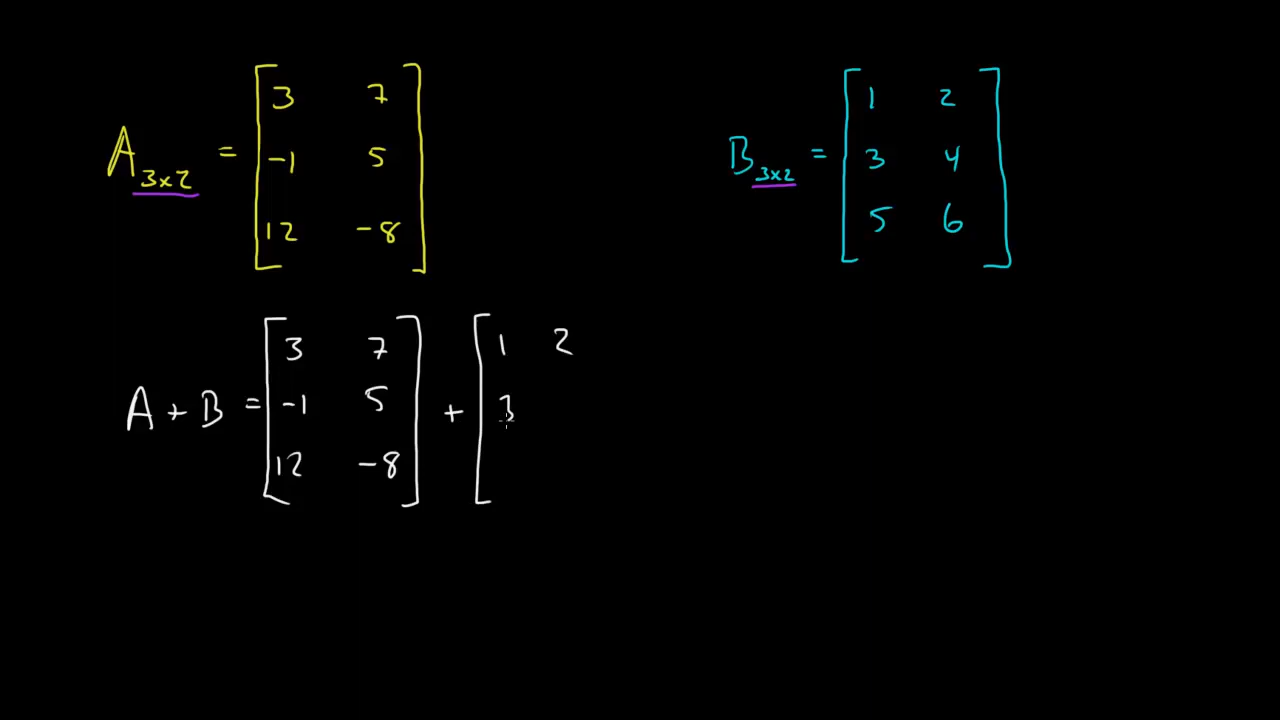 3 7 1 2
A3x2 = -1 5 B3x2 = 3 4
12 -8 5 6
3 7 1 2
A + B = -1 5 + 3
12 -8